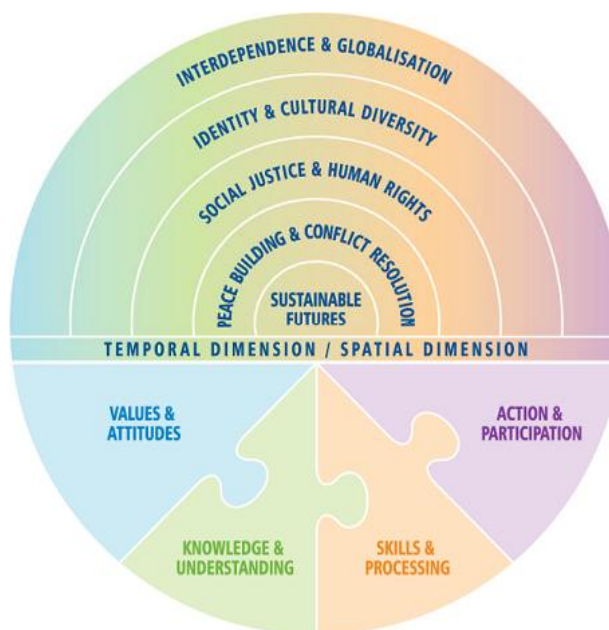 INTERDEPENDENCE & GLOBALISATION
IDENTITY & CULTURAL DIVERSITY
SOCIAL JUSTICE & HUMAN RIGHTS
PEACE BUILDING & CONFLICT RESOLUTION
SUSTAINABLE
FUTURES
TEMPORAL DIMENSION / SPATIAL DIMENSION
VALUES &
ATTITUDES
ACTION &
PARTICIPATION
KNOWLEDGE &
UNDERSTANDING
SKILLS &
PROCESSING